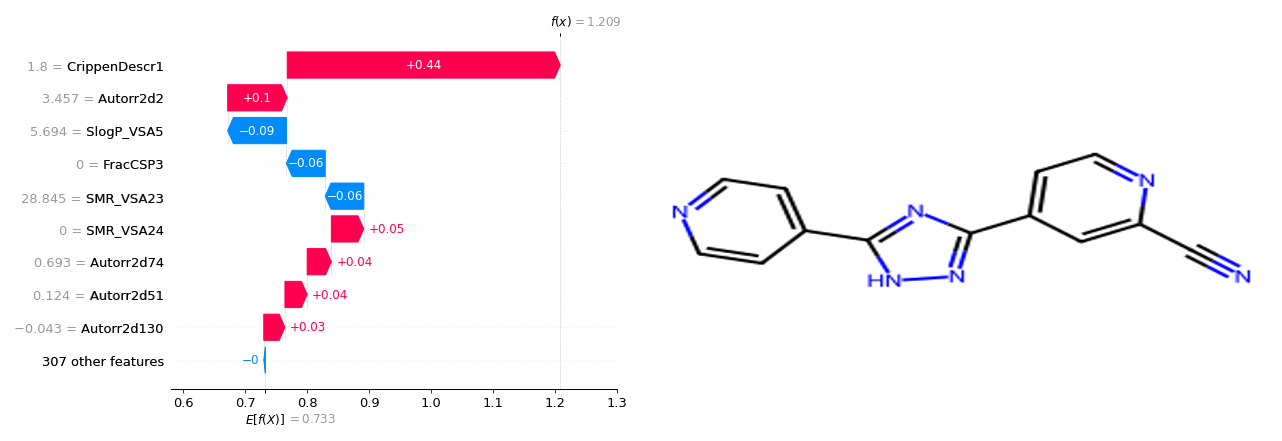 f(x) = 1.209
1.8 = CrippenDescr1
+0.44
3.457 = Autorr2d2
+0.1
5.694 = SlogP_VSA5
−0.09
0 = FracCSP3
−0.06
28.845 = SMR_VSA23
−0.06
0 = SMR_VSA24
+0.05
0.693 = Autorr2d74
+0.04
0.124 = Autorr2d51
+0.04
−0.043 = Autorr2d130
+0.03
307 other features
−0
0.6 0.7 0.8 0.9 1.0 1.1 1.2 1.3
E[f(X)] = 0.733
N
N
HN
N
N
N